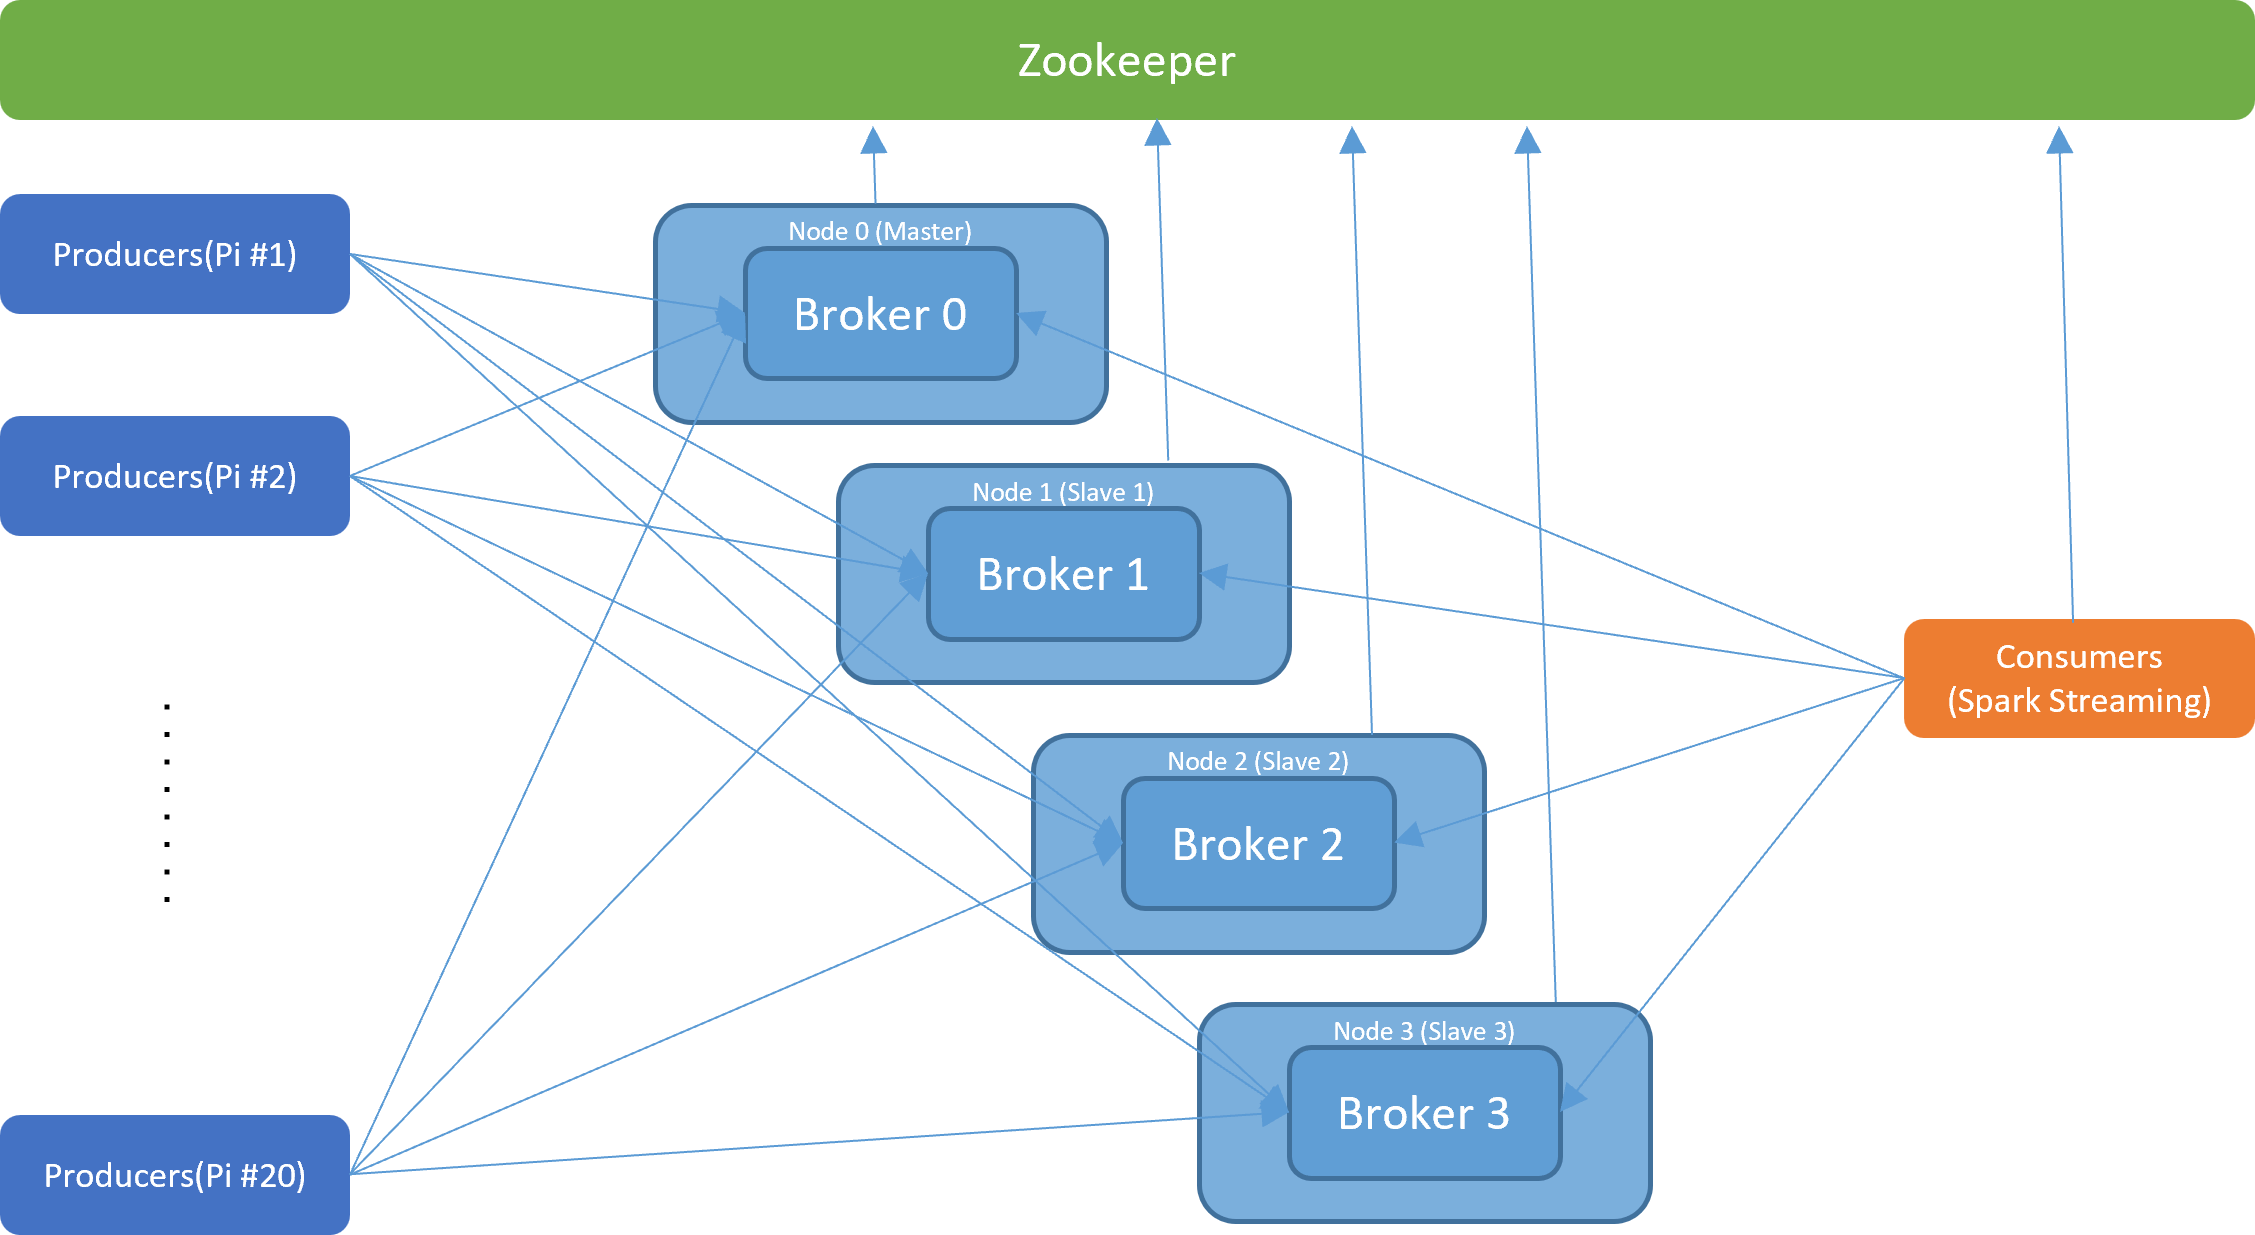 Zookeeper
Producers(Pi #1)
Node 0 (Master)
Broker 0
Producers(Pi #2)
Node 1 (Slave 1)
Broker 1
Consumers
(Spark Streaming)
Node 2 (Slave 2)
Broker 2
Node 3 (Slave 3)
Broker 3
Producers(Pi #20)